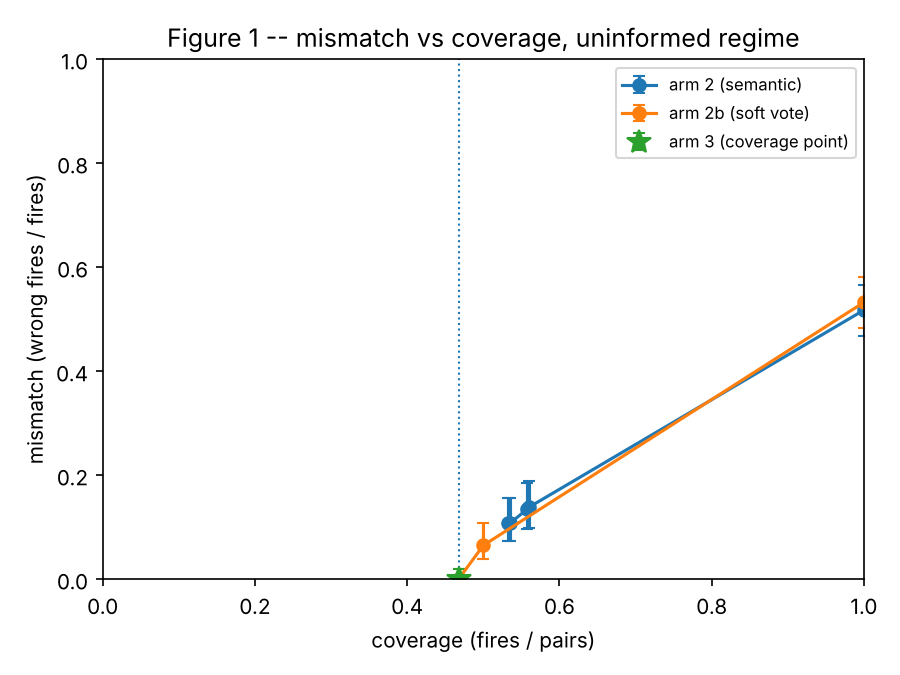 Figure 1 -- mismatch vs coverage, uninformed regime
1.0
0.8
0.6
0.4
0.2
0.0
mismatch (wrong fires / fires)
arm 2 (semantic)
arm 2b (soft vote)
arm 3 (coverage point)
0.0 0.2 0.4 0.6 0.8 1.0
coverage (fires / pairs)